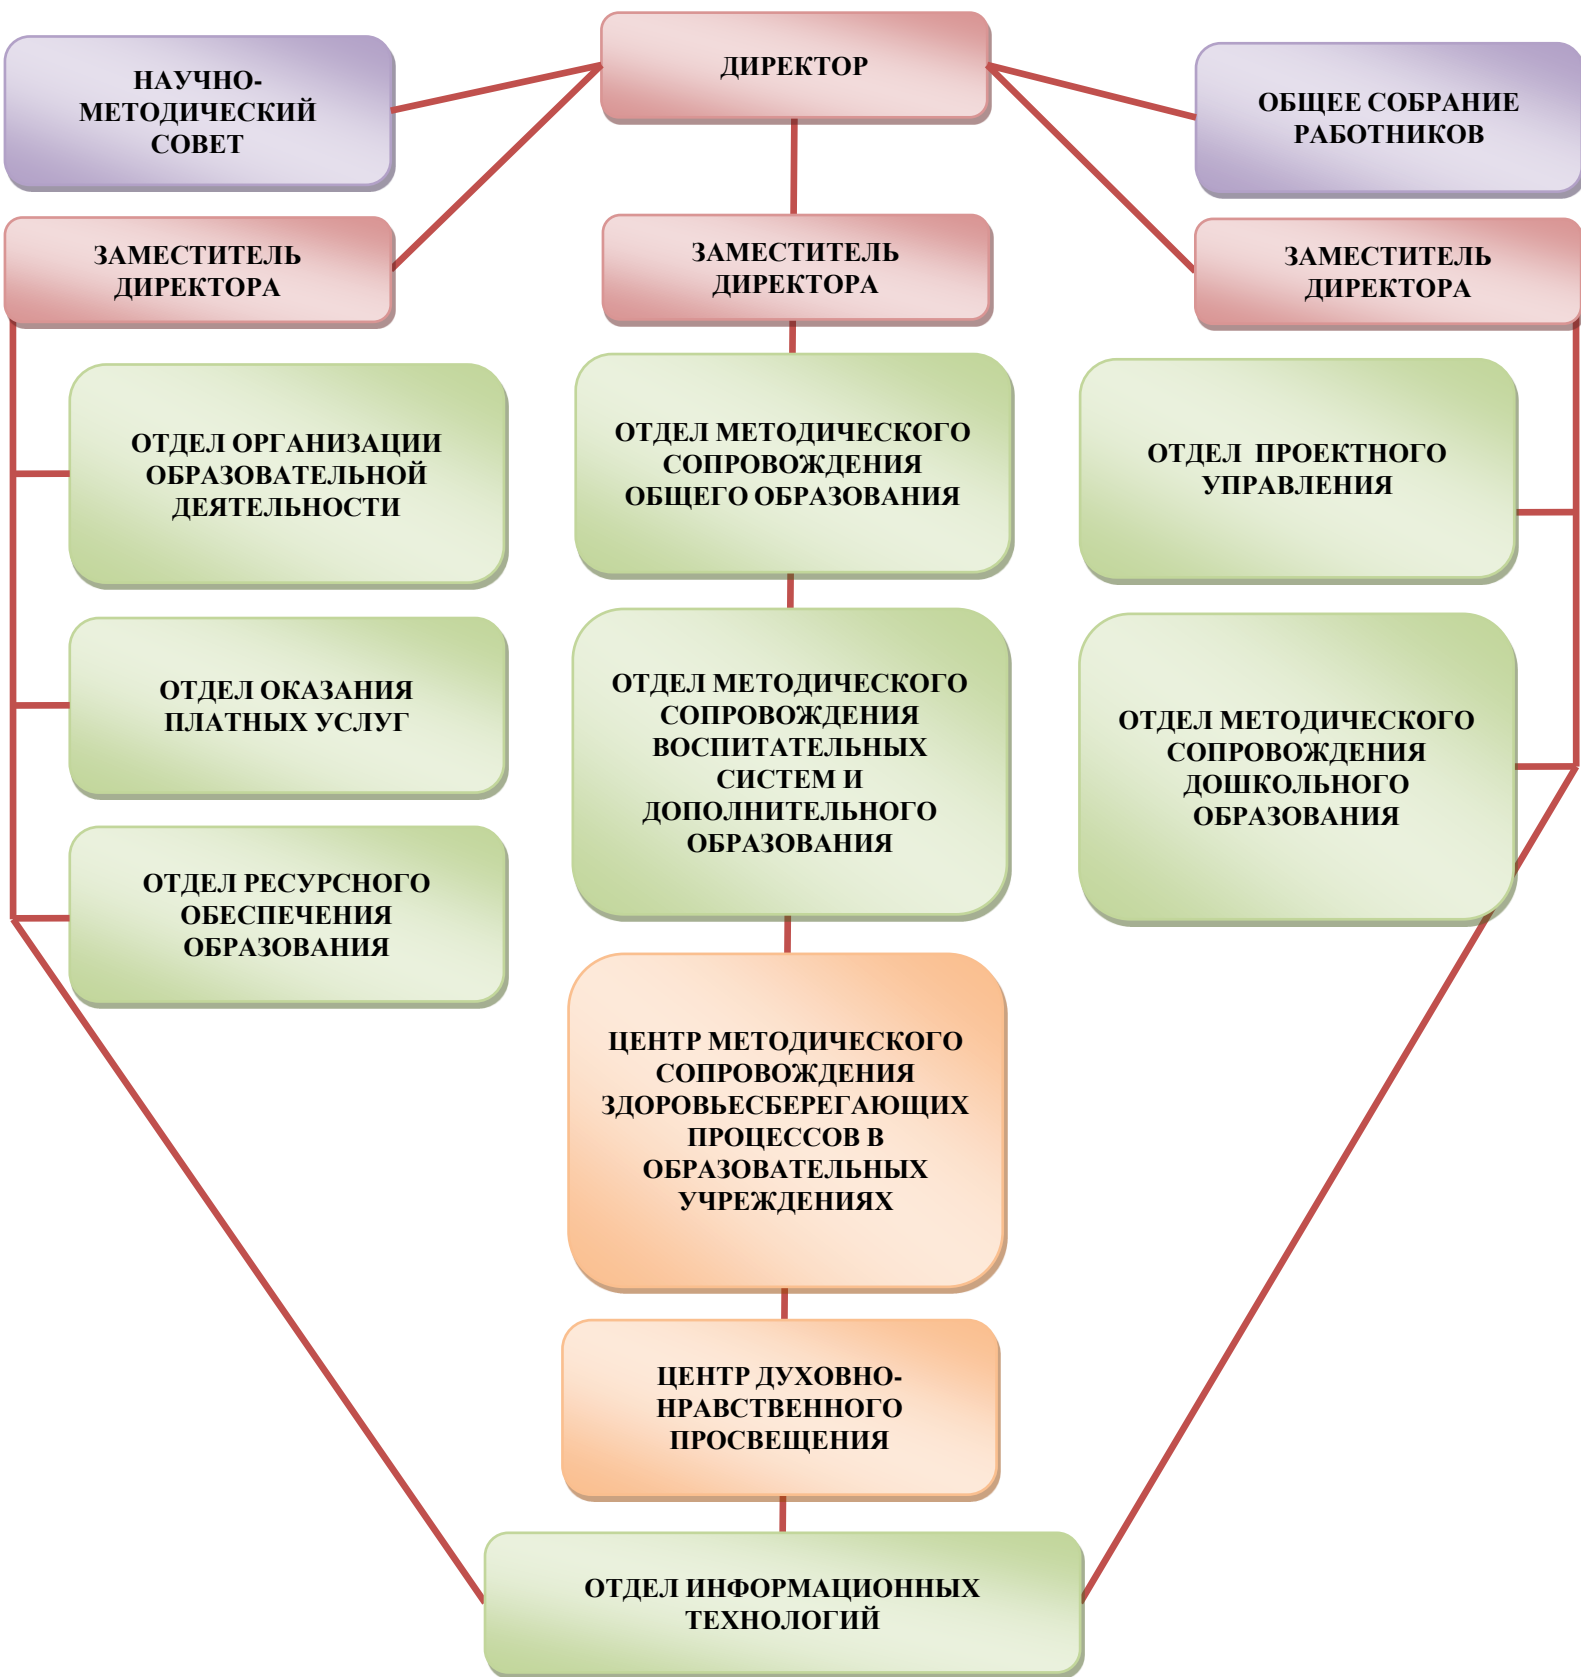 ДИРЕКТОР
НАУЧНО-
МЕТОДИЧЕСКИЙ
СОВЕТ
ОБЩЕЕ СОБРАНИЕ
РАБОТНИКОВ
ЗАМЕСТИТЕЛЬ
ДИРЕКТОРА
ЗАМЕСТИТЕЛЬ
ДИРЕКТОРА
ЗАМЕСТИТЕЛЬ
ДИРЕКТОРА
ОТДЕЛ ОРГАНИЗАЦИИ
ОБРАЗОВАТЕЛЬНОЙ
ДЕЯТЕЛЬНОСТИ
ОТДЕЛ МЕТОДИЧЕСКОГО
СОПРОВОЖДЕНИЯ
ОБЩЕГО ОБРАЗОВАНИЯ
ОТДЕЛ ПРОЕКТНОГО
УПРАВЛЕНИЯ
ОТДЕЛ ОКАЗАНИЯ
ПЛАТНЫХ УСЛУГ
ОТДЕЛ МЕТОДИЧЕСКОГО
СОПРОВОЖДЕНИЯ
ВОСПИТАТЕЛЬНЫХ
СИСТЕМ И
ДОПОЛНИТЕЛЬНОГО
ОБРАЗОВАНИЯ
ОТДЕЛ МЕТОДИЧЕСКОГО
СОПРОВОЖДЕНИЯ
ДОШКОЛЬНОГО
ОБРАЗОВАНИЯ
ОТДЕЛ РЕСУРСНОГО
ОБЕСПЕЧЕНИЯ
ОБРАЗОВАНИЯ
ЦЕНТР МЕТОДИЧЕСКОГО
СОПРОВОЖДЕНИЯ
ЗДОРОВЬЕСБЕРЕГАЮЩИХ
ПРОЦЕССОВ В
ОБРАЗОВАТЕЛЬНЫХ
УЧРЕЖДЕНИЯХ
ЦЕНТР ДУХОВНО-
НРАВСТВЕННОГО
ПРОСВЕЩЕНИЯ
ОТДЕЛ ИНФОРМАЦИОННЫХ
ТЕХНОЛОГИЙ